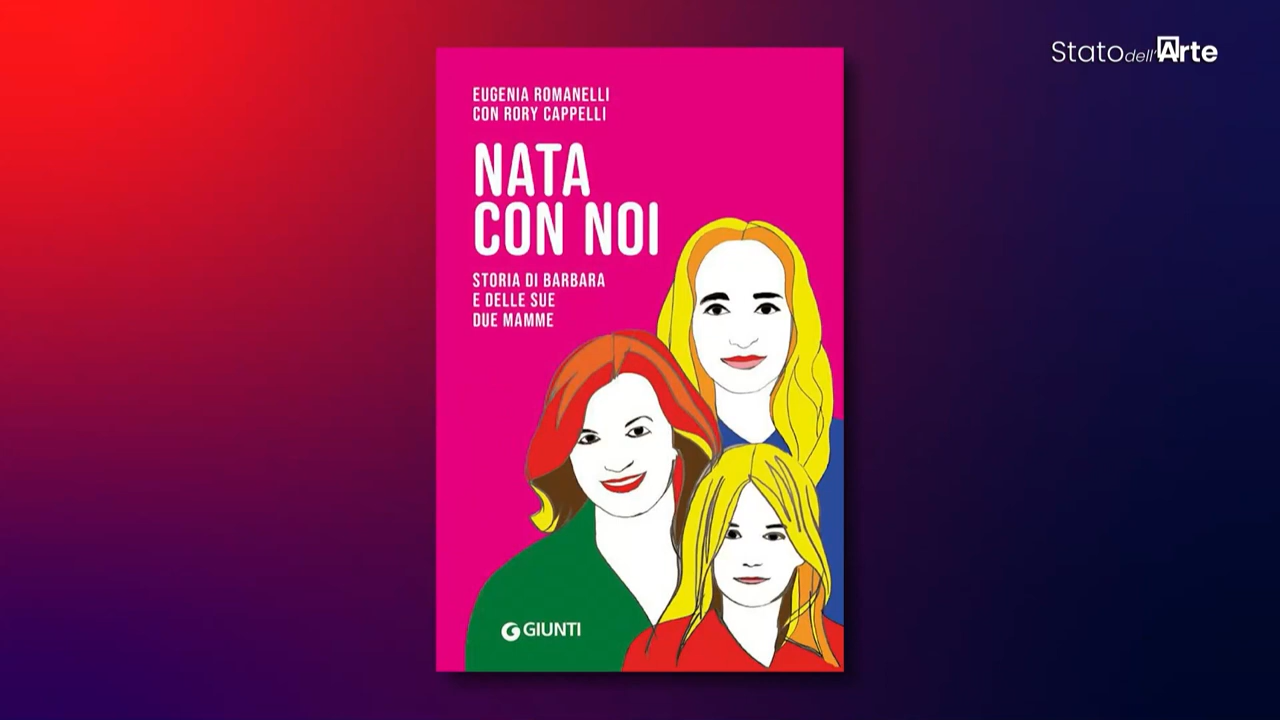 Stato dell'Arte
EUGENIA ROMANELLI
CON RORY CAPPELLI
NATA
CON NOI
STORIA DI BARBARA
E DELLE SUE
DUE MAMME
GIUNTI